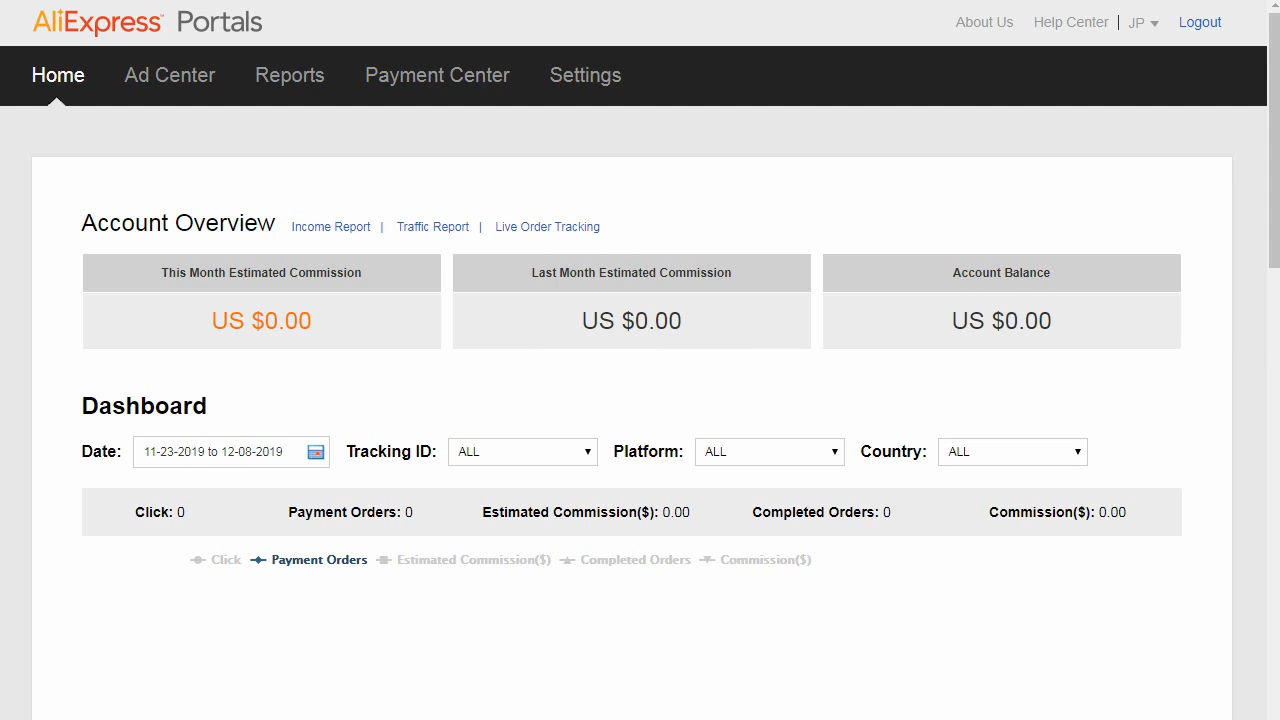 AliExpress™ Portals
About Us Help Center | JP Logout
Home Ad Center Reports Payment Center Settings
Account Overview Income Report | Traffic Report | Live Order Tracking
This Month Estimated Commission Last Month Estimated Commission Account Balance
US $0.00 US $0.00 US $0.00
Dashboard
Date: 11-23-2019 to 12-08-2019 Tracking ID: ALL Platform: ALL Country: ALL
Click: 0 Payment Orders: 0 Estimated Commission($): 0.00 Completed Orders: 0 Commission($): 0.00
Click Payment Orders Estimated Commission($) Completed Orders Commission($)